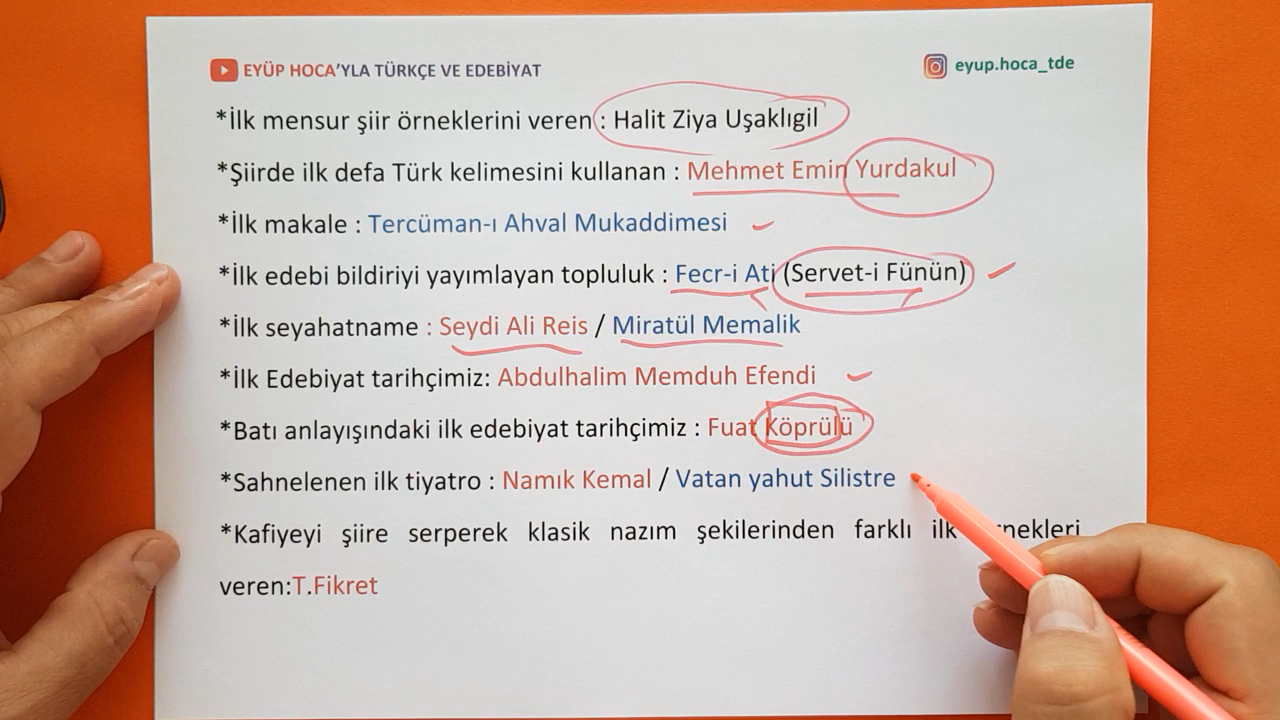 EYÜP HOCA'YLA TÜRKÇE VE EDEBİYAT
eyup.hoca_tde
*İlk mensur şiir örneklerini veren : Halit Ziya Uşaklıgil
*Şiirde ilk defa Türk kelimesini kullanan : Mehmet Emin Yurdakul
*İlk makale : Tercüman-ı Ahval Mukaddimesi
*İlk edebi bildiriyi yayımlayan topluluk : Fecr-i Ati (Servet-i Fünün)
*İlk seyahatname : Seydi Ali Reis / Miratül Memalik
*İlk Edebiyat tarihçimiz: Abdulhalim Memduh Efendi
*Batı anlayışındaki ilk edebiyat tarihçimiz : Fuat Köprülü
*Sahnelenen ilk tiyatro : Namık Kemal / Vatan yahut Silistre
*Kafiyeyi şiire serperek klasik nazım şekilerinden farklı ilk
veren:T.Fikret